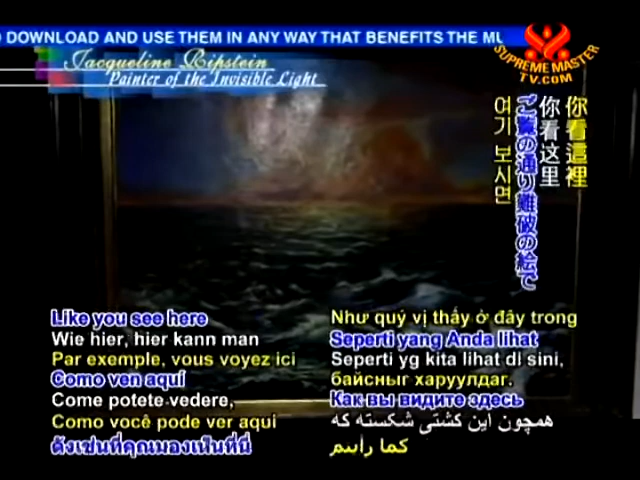 DOWNLOAD AND USE THEM IN ANY WAY THAT BENEFITS THE
SUPREME MASTER
TV.COM
Jacqueline Ripstein
Painter of the Invisible Light
你看這裡
你看这里
ご覧の通り難破の絵で
여기 보시면
Like you see here
Wie hier, hier kann man
Par exemple, vous voyez ici
Como ven aquí
Come potete vedere,
Como você pode ver aqui
ดังเช่นที่คุณมองเห็นที่นี่
Như quý vị thấy ở đây trong
Seperti yang Anda lihat
Seperti yg kita lihat dI sini,
байсныг харуулдаг.
Как вы видите здесь
همچون این کشتی شکسته که
كما رأيتم